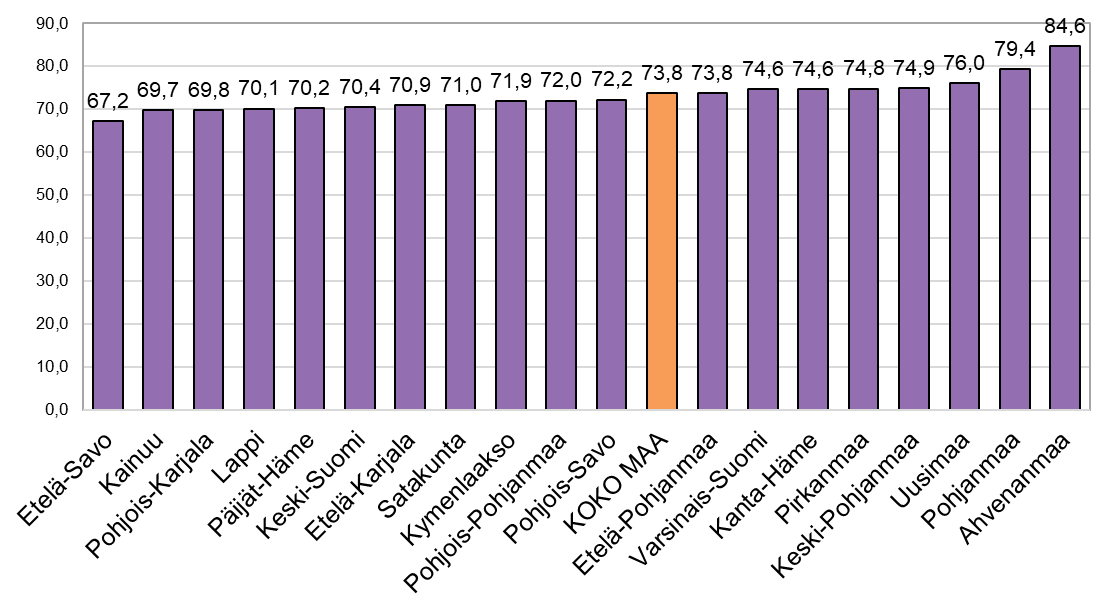 90,0
80,0
70,0
60,0
50,0
40,0
30,0
20,0
10,0
0,0
67,2
69,7
69,8
70,1
70,2
70,4
70,9
71,0
71,9
72,0
72,2
73,8
73,8
74,6
74,6
74,8
74,9
76,0
79,4
84,6
Etelä-Savo
Kainuu
Pohjois-Karjala
Lappi
Päijät-Häme
Keski-Suomi
Etelä-Karjala
Satakunta
Kymenlaakso
Pohjois-Pohjanmaa
Pohjois-Savo
KOKO MAA
Etelä-Pohjanmaa
Varsinais-Suomi
Kanta-Häme
Pirkanmaa
Keski-Pohjanmaa
Uusimaa
Pohjanmaa
Ahvenanmaa